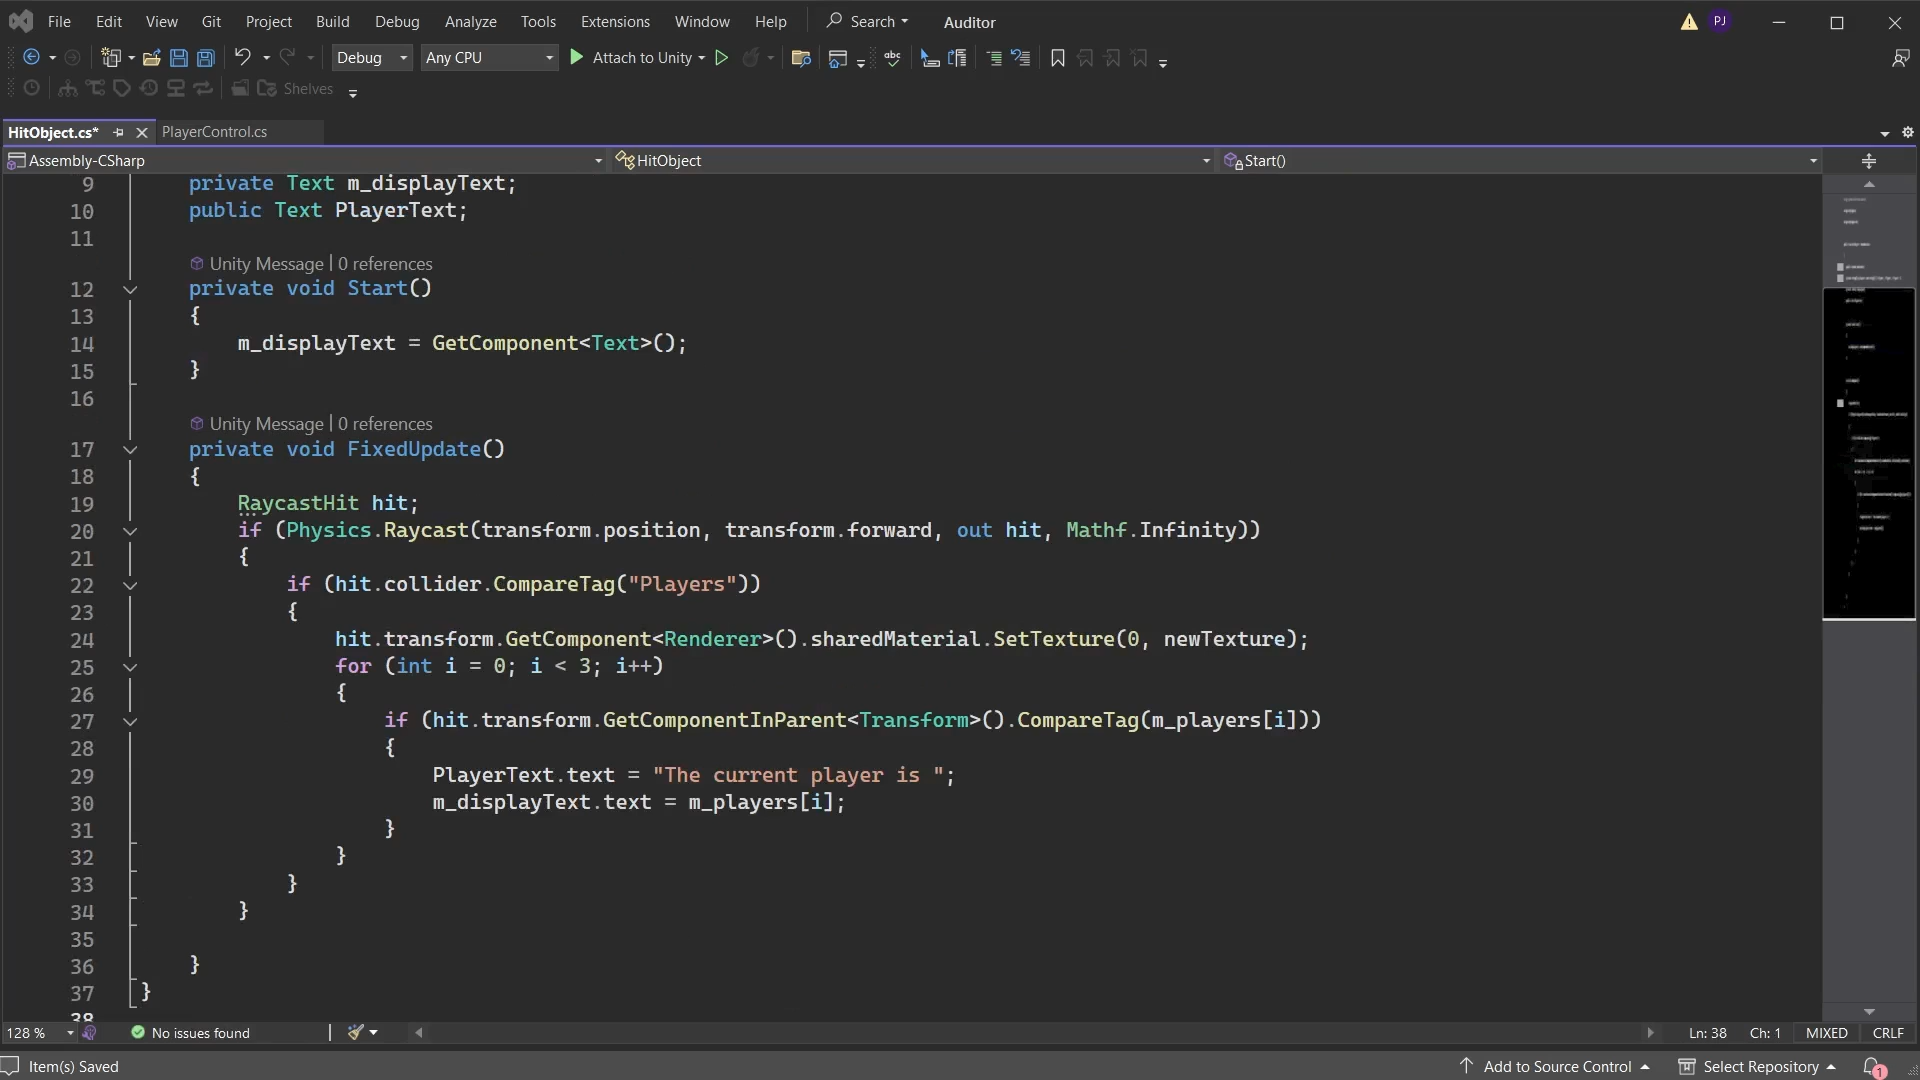 File Edit View Git Project Build Debug Analyze Tools Extensions Window Help Search Auditor PJ
Debug Any CPU Attach to Unity abc
Shelves
HitObject.cs* PlayerControl.cs
Assembly-CSharp HitObject Start()
9 private Text m_displayText;
10 public Text PlayerText;
11
Unity Message | 0 references
12 private void Start()
13 {
14 m_displayText = GetComponent<Text>();
15 }
16
Unity Message | 0 references
17 private void FixedUpdate()
18 {
19 RaycastHit hit;
20 if (Physics.Raycast(transform.position, transform.forward, out hit, Mathf.Infinity))
21 {
22 if (hit.collider.CompareTag("Players"))
23 {
24 hit.transform.GetComponent<Renderer>().sharedMaterial.SetTexture(0, newTexture);
25 for (int i = 0; i < 3; i++)
26 {
27 if (hit.transform.GetComponentInParent<Transform>().CompareTag(m_players[i]))
28 {
29 PlayerText.text = "The current player is ";
30 m_displayText.text = m_players[i];
31 }
32 }
33 }
34 }
35
36 }
37 }
38
128 % No issues found Ln: 38 Ch: 1 MIXED CRLF
Item(s) Saved Add to Source Control Select Repository 1